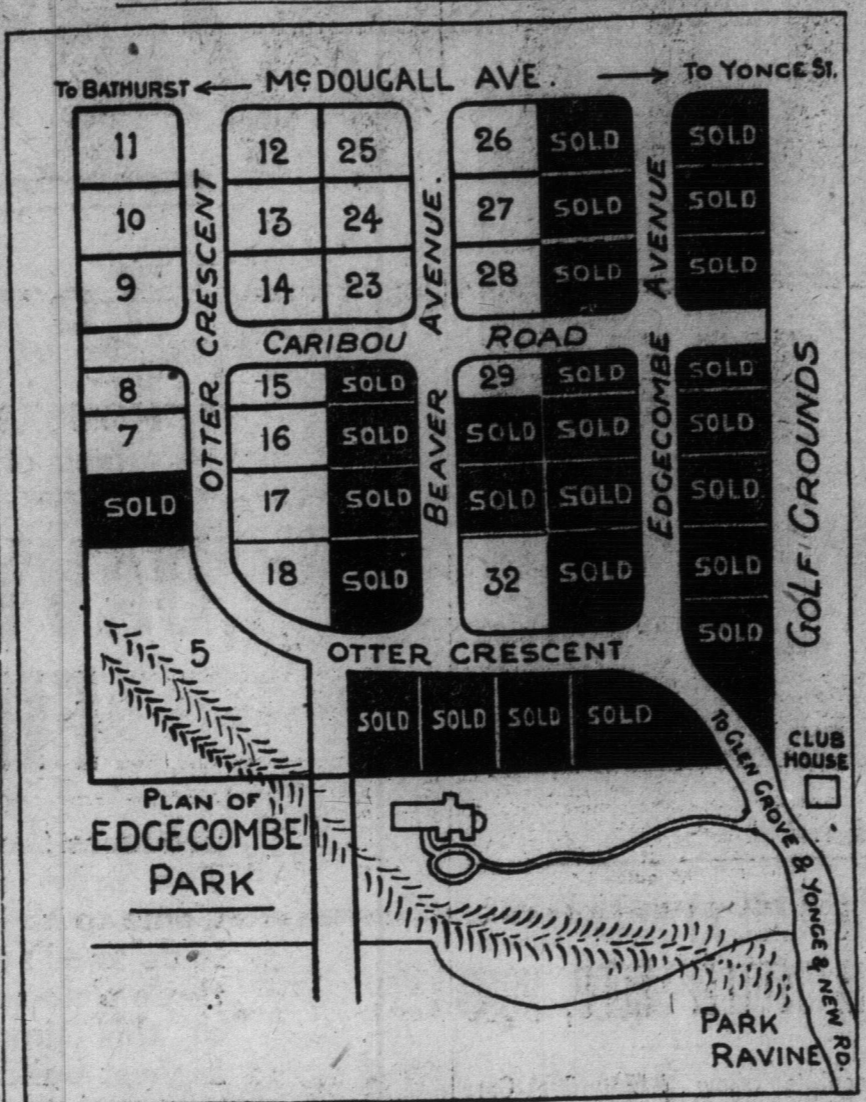 To BATHURST ← McDOUGALL AVE. → To YONGE ST.
11 12 25 26 SOLD SOLD
10 13 24 27 SOLD SOLD
9 14 23 28 SOLD SOLD
OTTER CRESCENT
BEAVER AVENUE.
EDGECOMBE AVENUE
CARIBOU ROAD
8 15 SOLD 29 SOLD SOLD
7 16 SOLD SOLD SOLD SOLD
SOLD 17 SOLD SOLD SOLD SOLD
18 SOLD 32 SOLD SOLD
SOLD
5
OTTER CRESCENT
SOLD SOLD SOLD SOLD
GOLF GROUNDS
CLUB
HOUSE
To GLEN GROVE & YONGE & NEW RD.
PLAN OF
EDGECOMBE
PARK
PARK
RAVINE